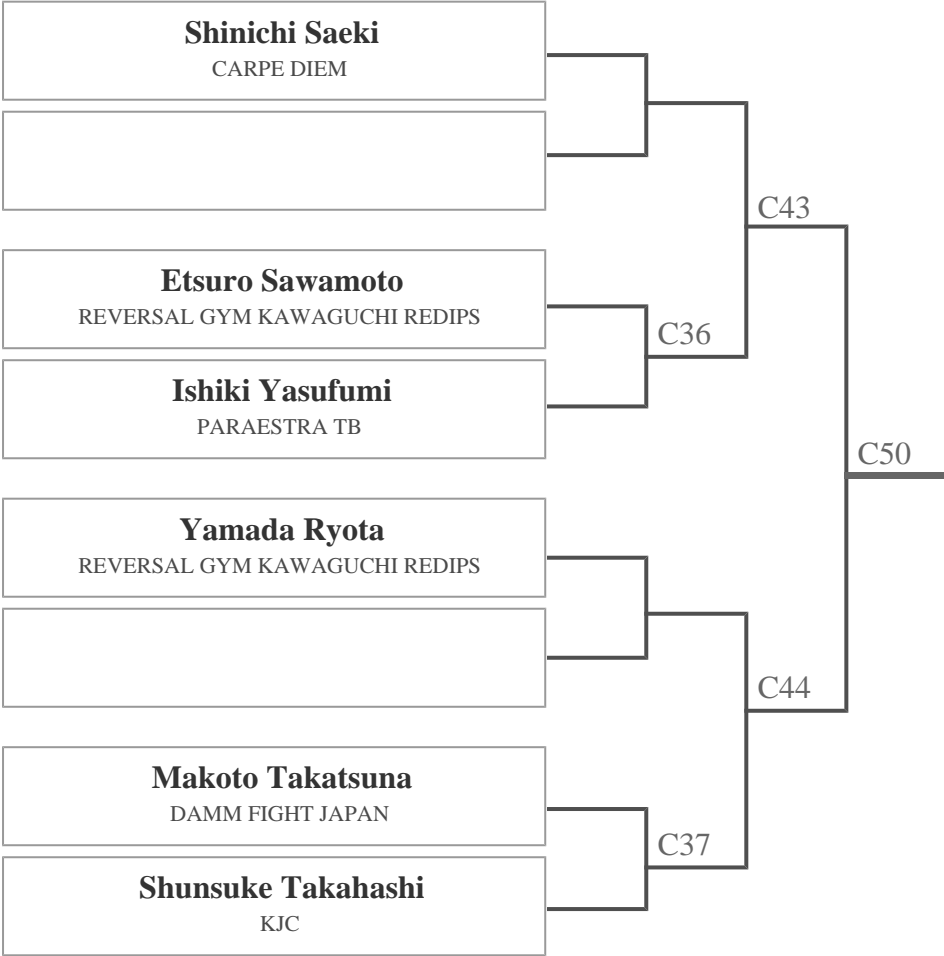 Shinichi Saeki
CARPE DIEM
C43
Etsuro Sawamoto
REVERSAL GYM KAWAGUCHI REDIPS
C36
Ishiki Yasufumi
PARAESTRA TB
C50
Yamada Ryota
REVERSAL GYM KAWAGUCHI REDIPS
C44
Makoto Takatsuna
DAMM FIGHT JAPAN
C37
Shunsuke Takahashi
KJC